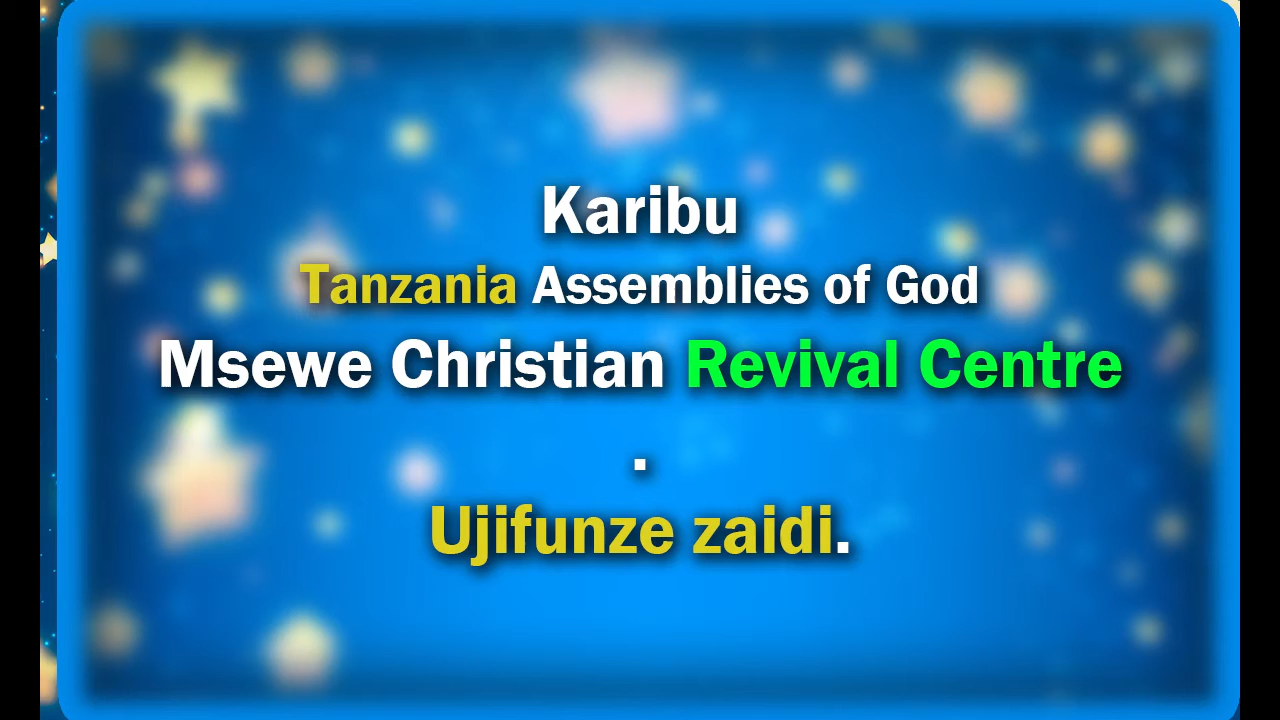 Karibu
Tanzania Assemblies of God
Msewe Christian Revival Centre
.
Ujifunze zaidi.